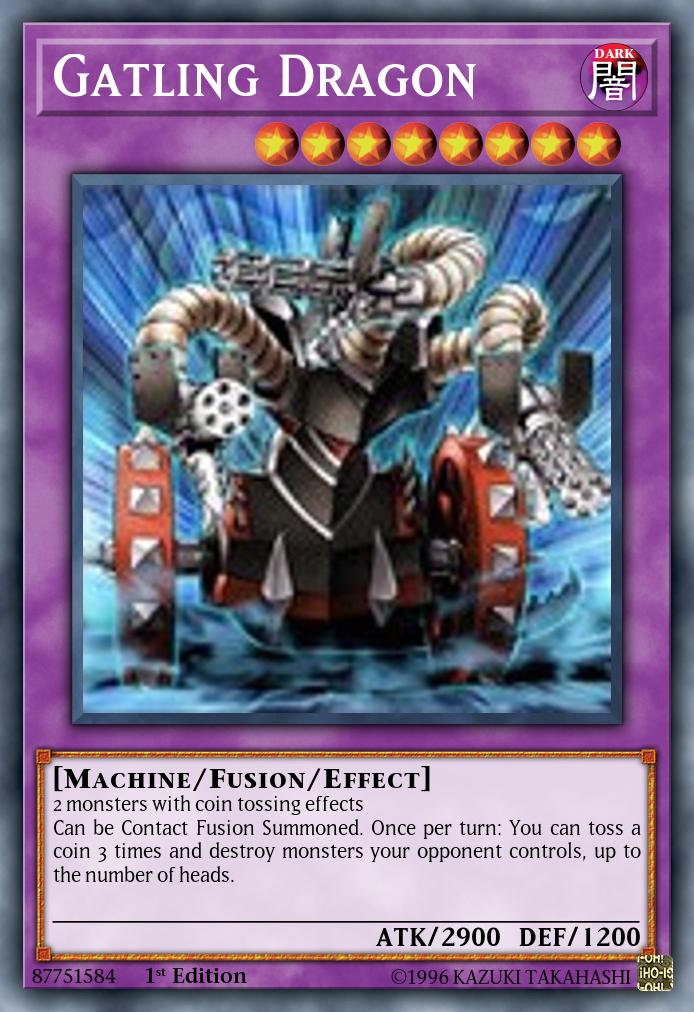 GATLING DRAGON
DARK
闇
[MACHINE/FUSION/EFFECT]
2 monsters with coin tossing effects
Can be Contact Fusion Summoned. Once per turn: You can toss a
coin 3 times and destroy monsters your opponent controls, up to
the number of heads.
ATK/2900 DEF/1200
87751584 1st Edition ©1996 KAZUKI TAKAHASHI